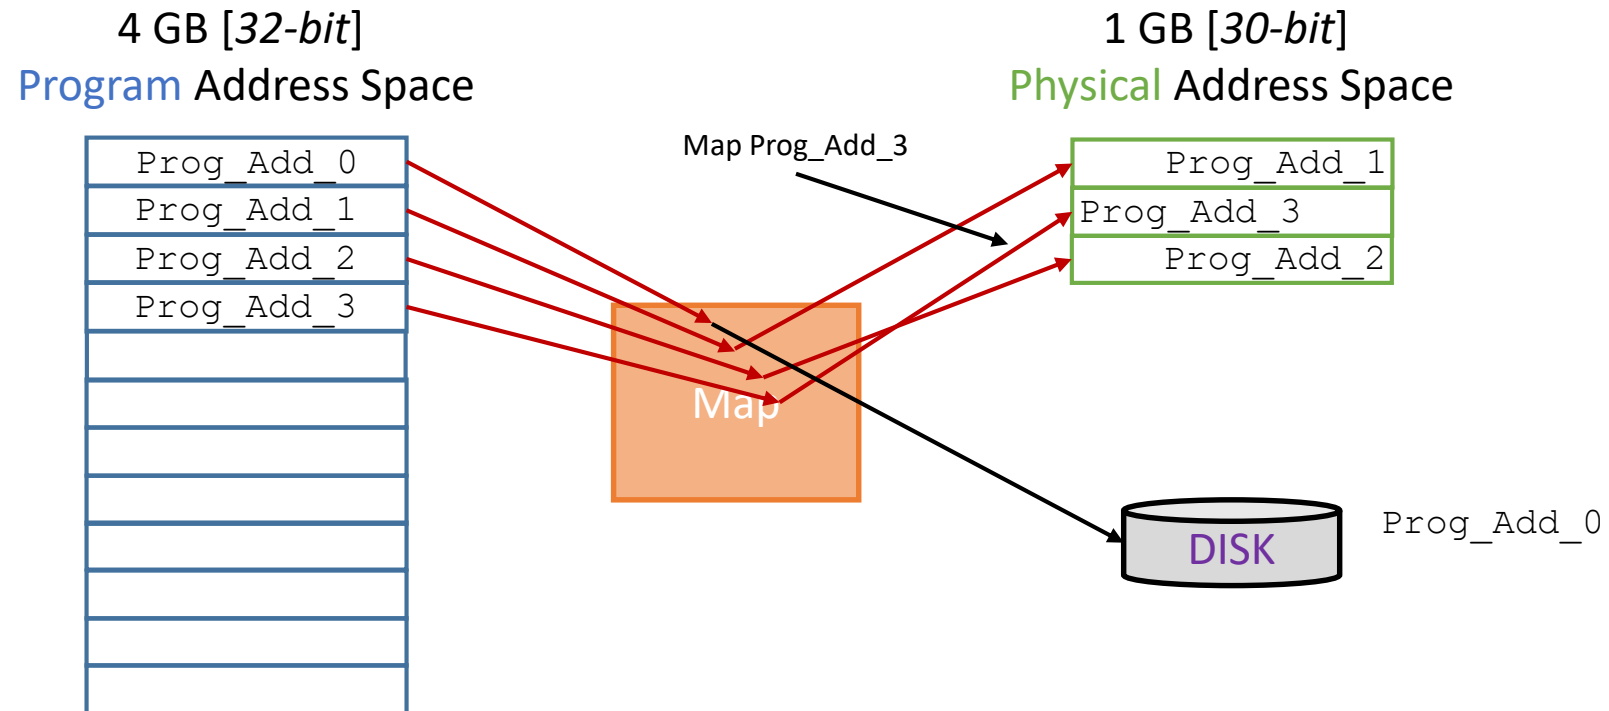 4 GB [32-bit]
Program Address Space
1 GB [30-bit]
Physical Address Space
Prog_Add_0
Prog_Add_1
Prog_Add_2
Prog_Add_3
Map Prog_Add_3
Map
Prog_Add_1
Prog_Add_3
Prog_Add_2
DISK
Prog_Add_0